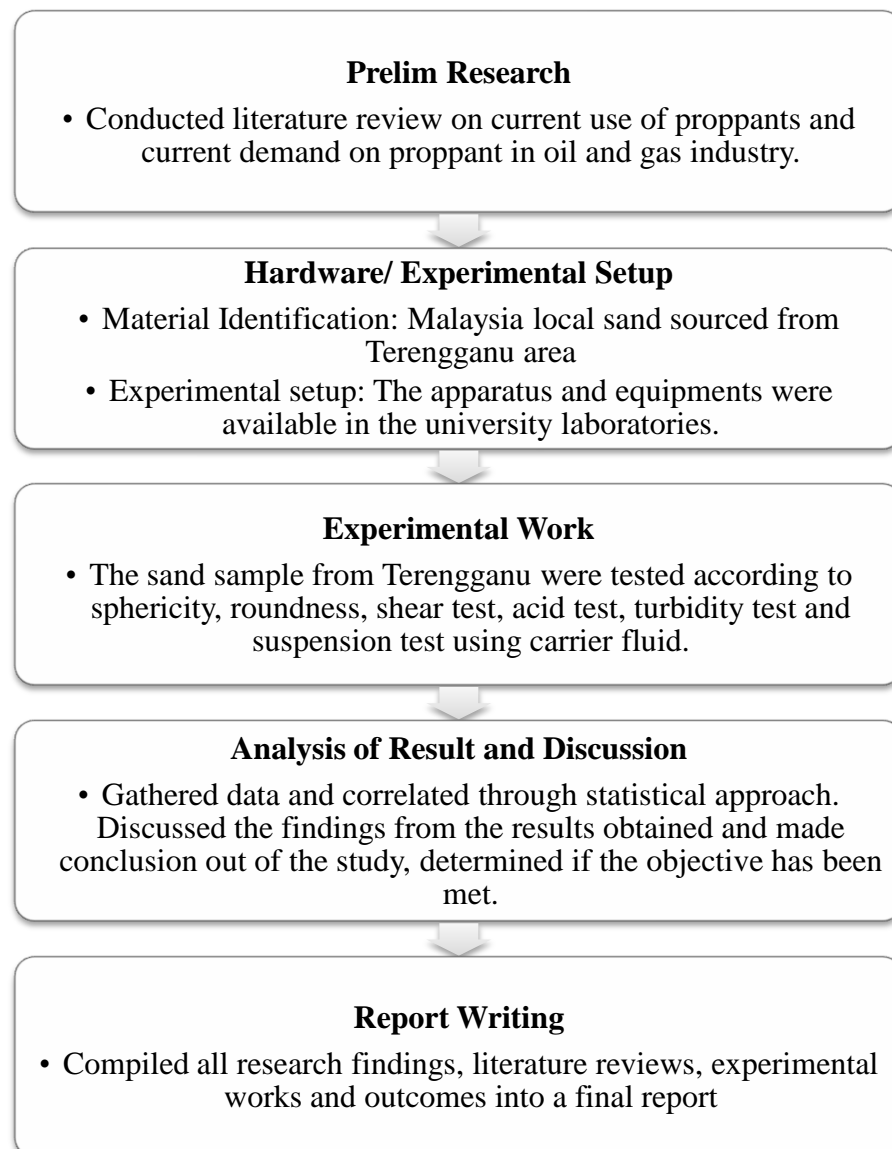 Prelim Research
• Conducted literature review on current use of proppants and
current demand on proppant in oil and gas industry.
Hardware/ Experimental Setup
• Material Identification: Malaysia local sand sourced from
Terengganu area
• Experimental setup: The apparatus and equipments were
available in the university laboratories.
Experimental Work
• The sand sample from Terengganu were tested according to
sphericity, roundness, shear test, acid test, turbidity test and
suspension test using carrier fluid.
Analysis of Result and Discussion
• Gathered data and correlated through statistical approach.
Discussed the findings from the results obtained and made
conclusion out of the study, determined if the objective has been
met.
Report Writing
• Compiled all research findings, literature reviews, experimental
works and outcomes into a final report